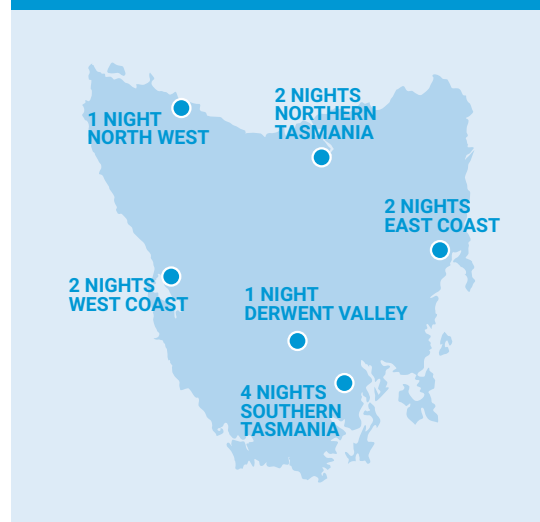 2 NIGHTS
NORTHERN
TASMANIA
1 NIGHT
NORTH WEST
2 NIGHTS
EAST COAST
2 NIGHTS
WEST COAST
1 NIGHT
DERWENT VALLEY
4 NIGHTS
SOUTHERN
TASMANIA